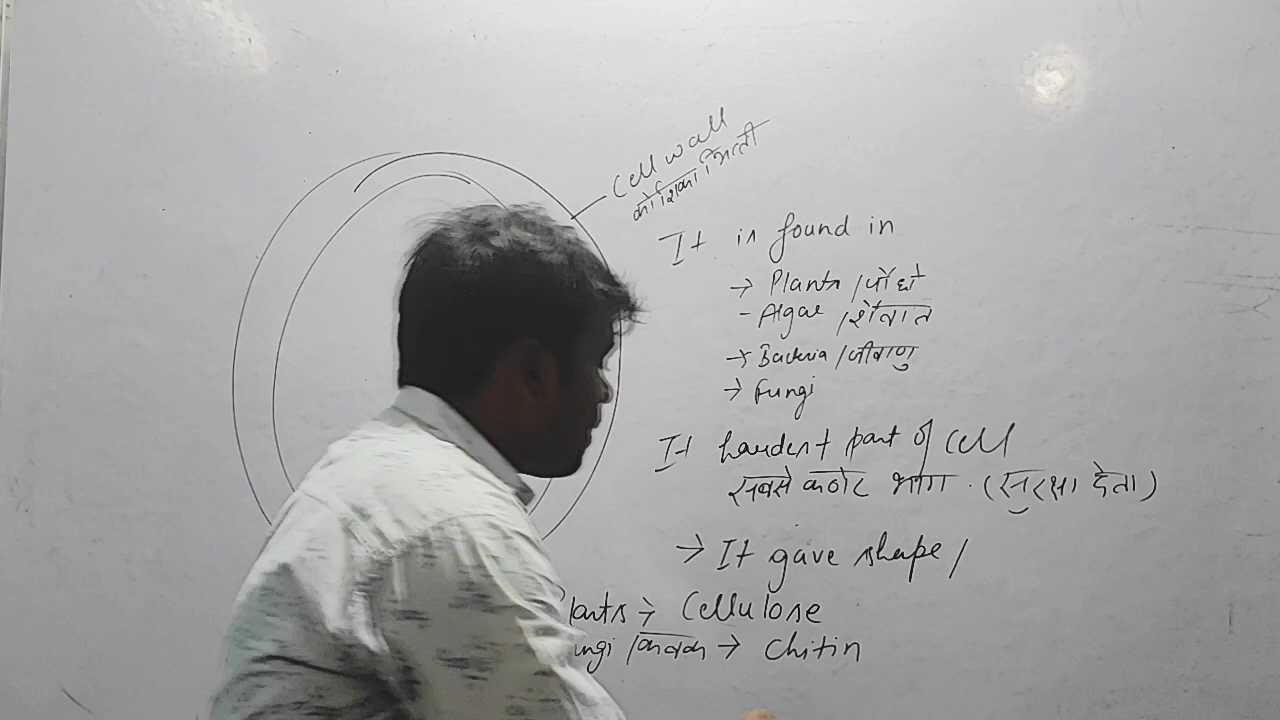 Cell wall
कोशिका भित्ती
It is found in
→ Plants / पौधो
- Algae / शैवाल
→ Bacteria / जीवाणु
→ Fungi
It hardest part of cell
सबसे कठोर भाग . (सुरक्षा देता)
→ It gave shape /
Plants → Cellulose
ungi / कवक → Chitin